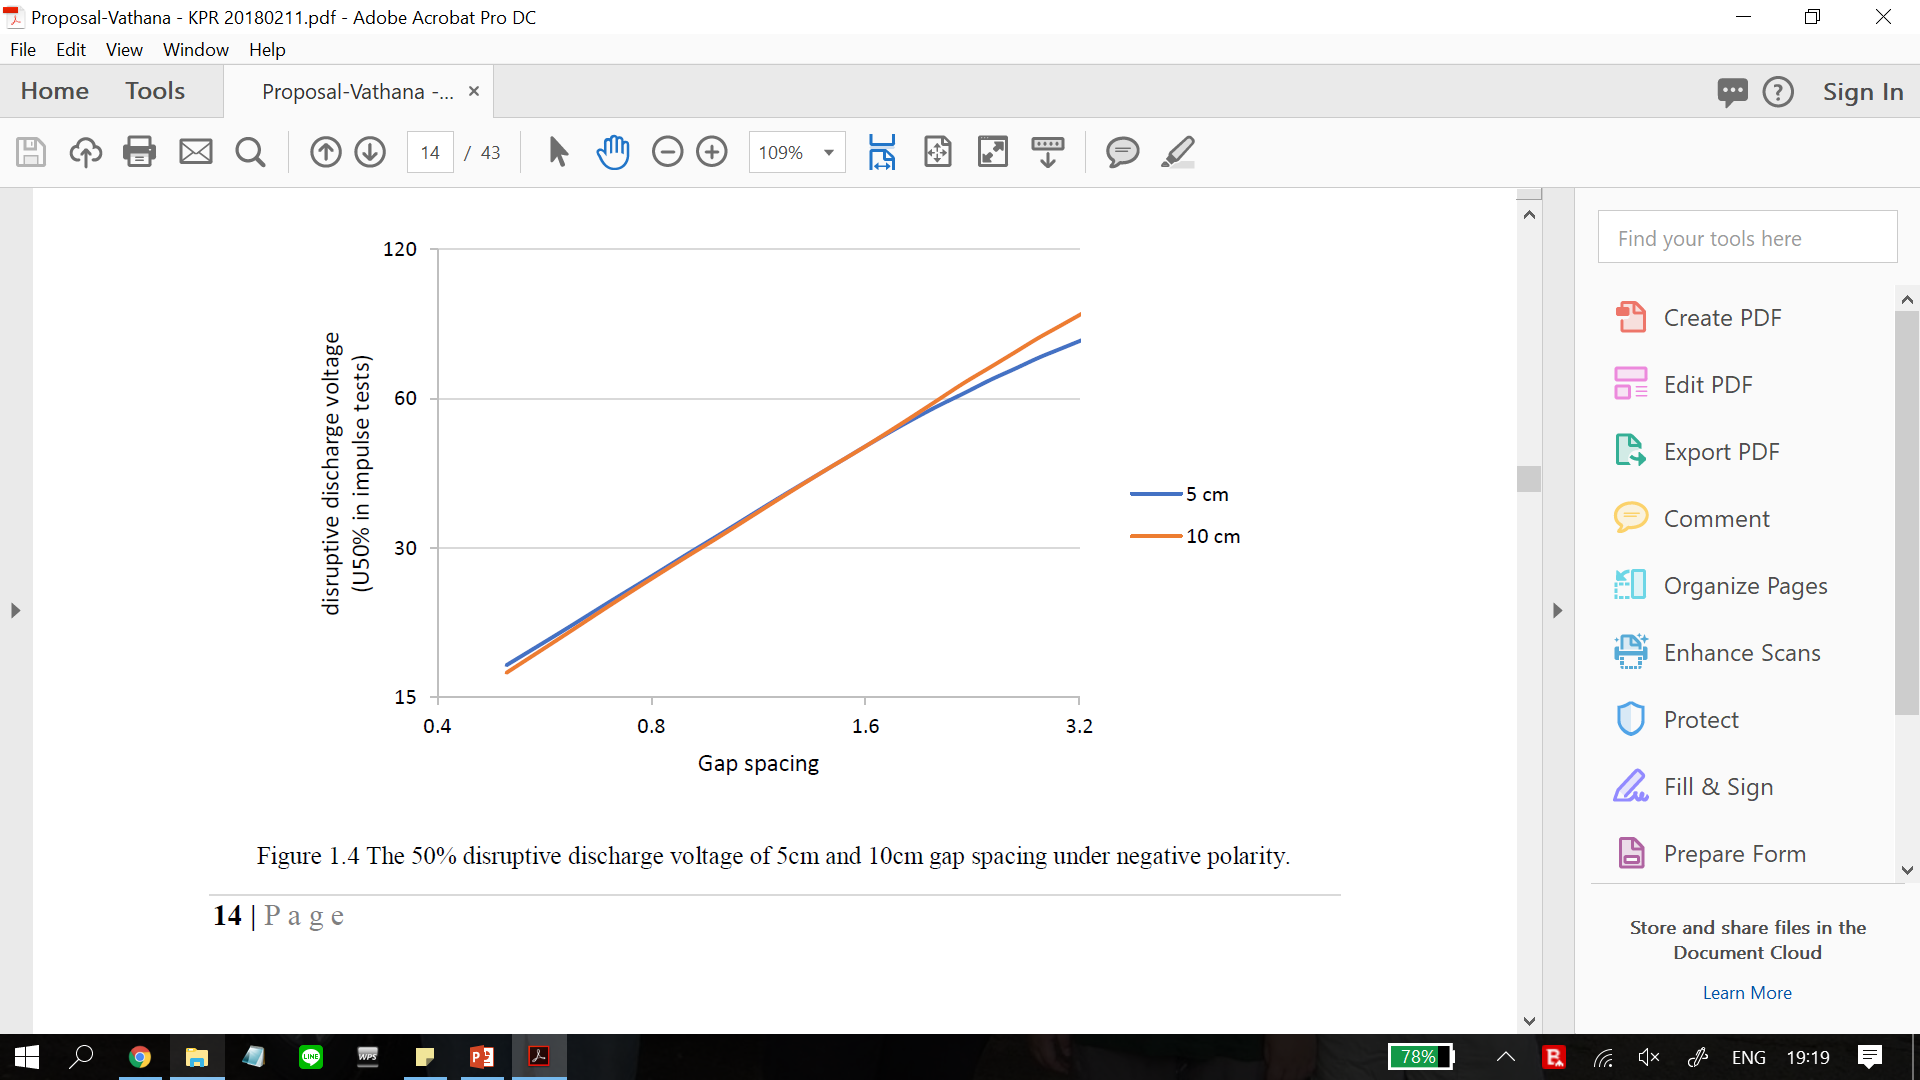 Proposal-Vathana - KPR 20180211.pdf - Adobe Acrobat Pro DC
File Edit View Window Help
Home Tools Proposal-Vathana -... × Sign In
14 / 43 109%
Find your tools here
Create PDF
Edit PDF
Export PDF
Comment
Organize Pages
Enhance Scans
Protect
Fill & Sign
Prepare Form
Store and share files in the
Document Cloud
Learn More
disruptive discharge voltage
(U50% in impulse tests)
120
60
30
15
0.4 0.8 1.6 3.2
Gap spacing
5 cm
10 cm
Figure 1.4 The 50% disruptive discharge voltage of 5cm and 10cm gap spacing under negative polarity.
14 | Page
LINE WPS 78% ENG 19:19